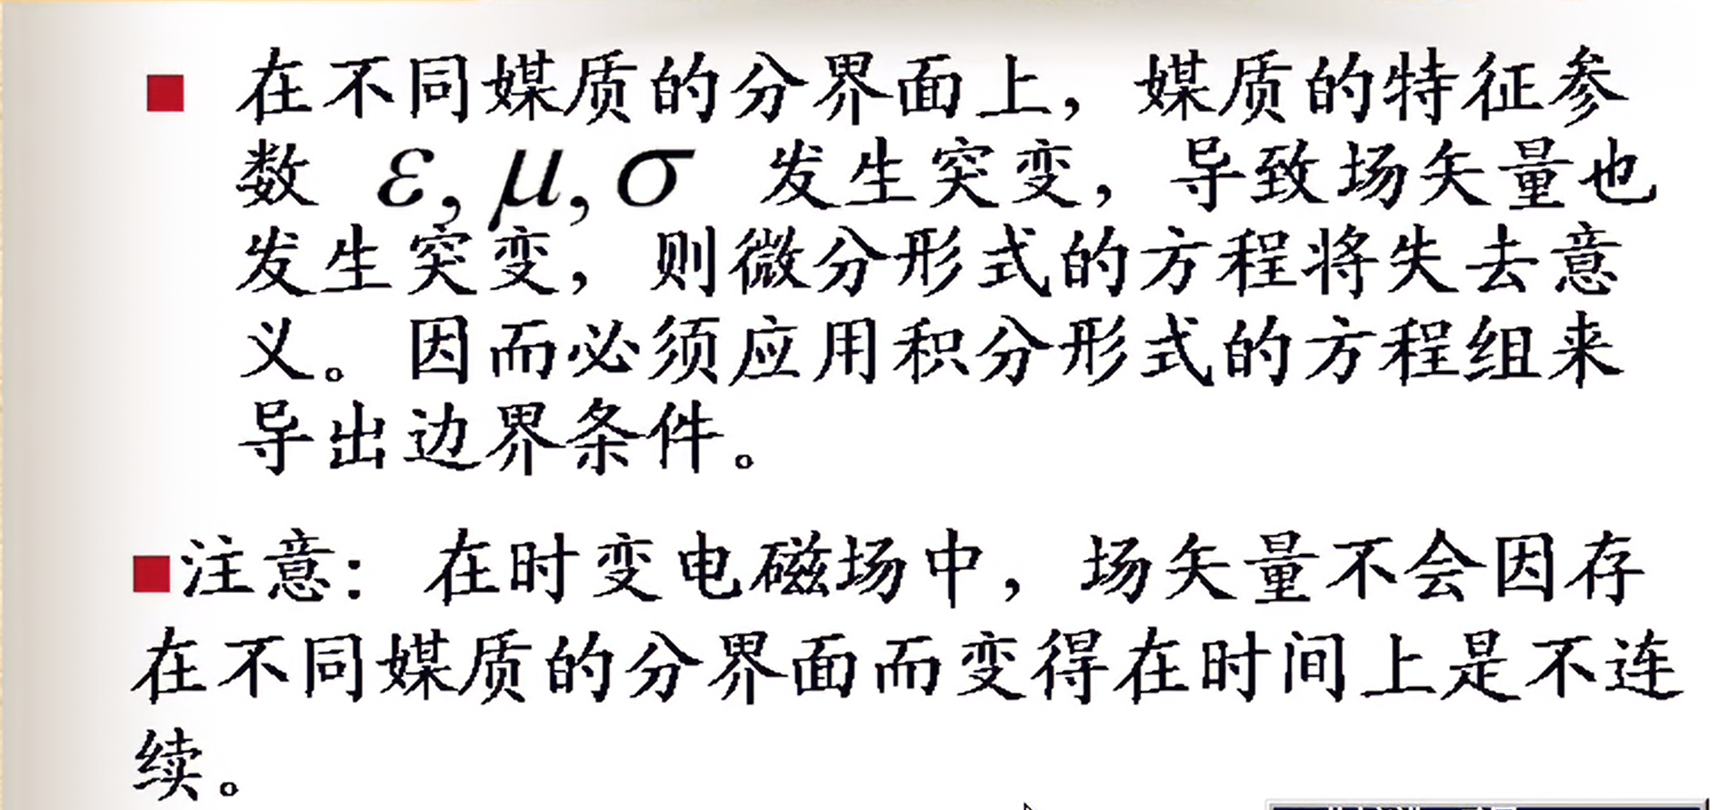 ■ 在不同媒质的分界面上，媒质的特征参
数 ε, μ, σ 发生突变，导致场矢量也
发生突变，则微分形式的方程将失去意
义。因而必须应用积分形式的方程组来
导出边界条件。
■注意：在时变电磁场中，场矢量不会因存
在不同媒质的分界面而变得在时间上是不连
续。